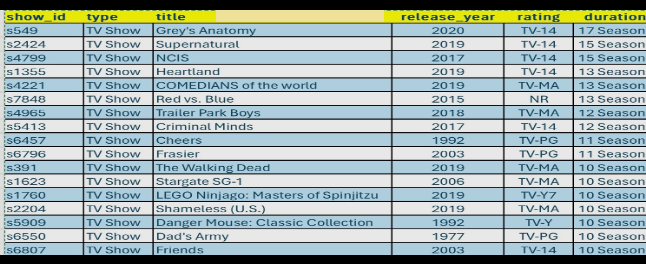 show_id type title release_year rating duration
s549 TV Show Grey's Anatomy 2020 TV-14 17 Season
s2424 TV Show Supernatural 2019 TV-14 15 Season
s4799 TV Show NCIS 2017 TV-14 15 Season
s1355 TV Show Heartland 2019 TV-14 13 Season
s4221 TV Show COMEDIANS of the world 2019 TV-MA 13 Season
s7848 TV Show Red vs. Blue 2015 NR 13 Season
s4965 TV Show Trailer Park Boys 2018 TV-MA 12 Season
s5413 TV Show Criminal Minds 2017 TV-14 12 Season
s6457 TV Show Cheers 1992 TV-PG 11 Season
s6796 TV Show Frasier 2003 TV-PG 11 Season
s391 TV Show The Walking Dead 2019 TV-MA 10 Season
s1623 TV Show Stargate SG-1 2006 TV-MA 10 Season
s1760 TV Show LEGO Ninjago: Masters of Spinjitzu 2019 TV-Y7 10 Season
s2204 TV Show Shameless (U.S.) 2019 TV-MA 10 Season
s5909 TV Show Danger Mouse: Classic Collection 1992 TV-Y 10 Season
s6550 TV Show Dad's Army 1977 TV-PG 10 Season
s6807 TV Show Friends 2003 TV-14 10 Season